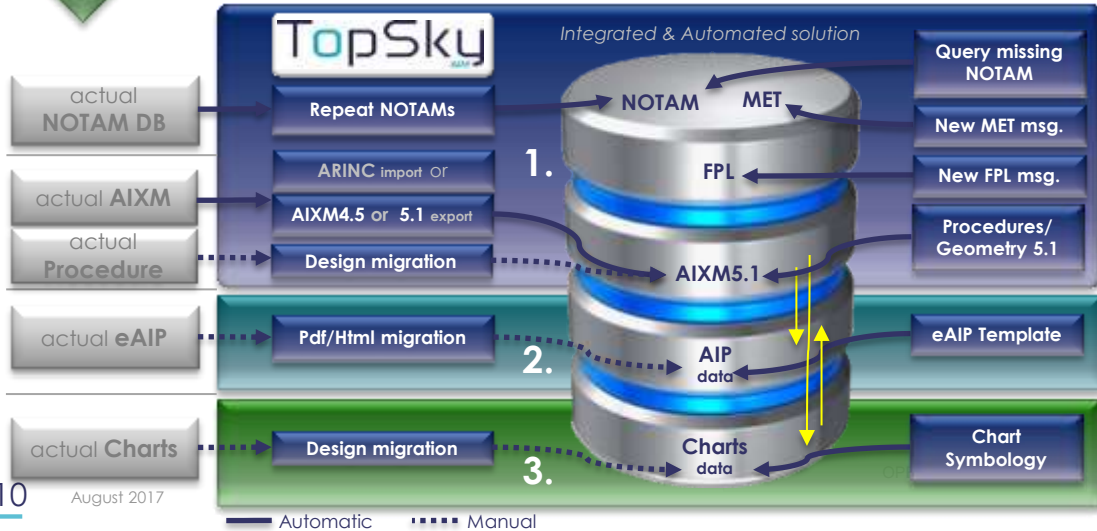 TopSky
Integrated & Automated solution
actual
NOTAM DB
Repeat NOTAMs
NOTAM
MET
Query missing
NOTAM
New MET msg.
1.
ARINC import or
FPL
New FPL msg.
actual AIXM
AIXM4.5 or 5.1 export
Procedures/
Geometry 5.1
actual
Procedure
Design migration
AIXM5.1
actual eAIP
Pdf/Html migration
2.
AIP
data
eAIP Template
actual Charts
Design migration
3.
Charts
data
Chart
Symbology
10
August 2017
Automatic
Manual